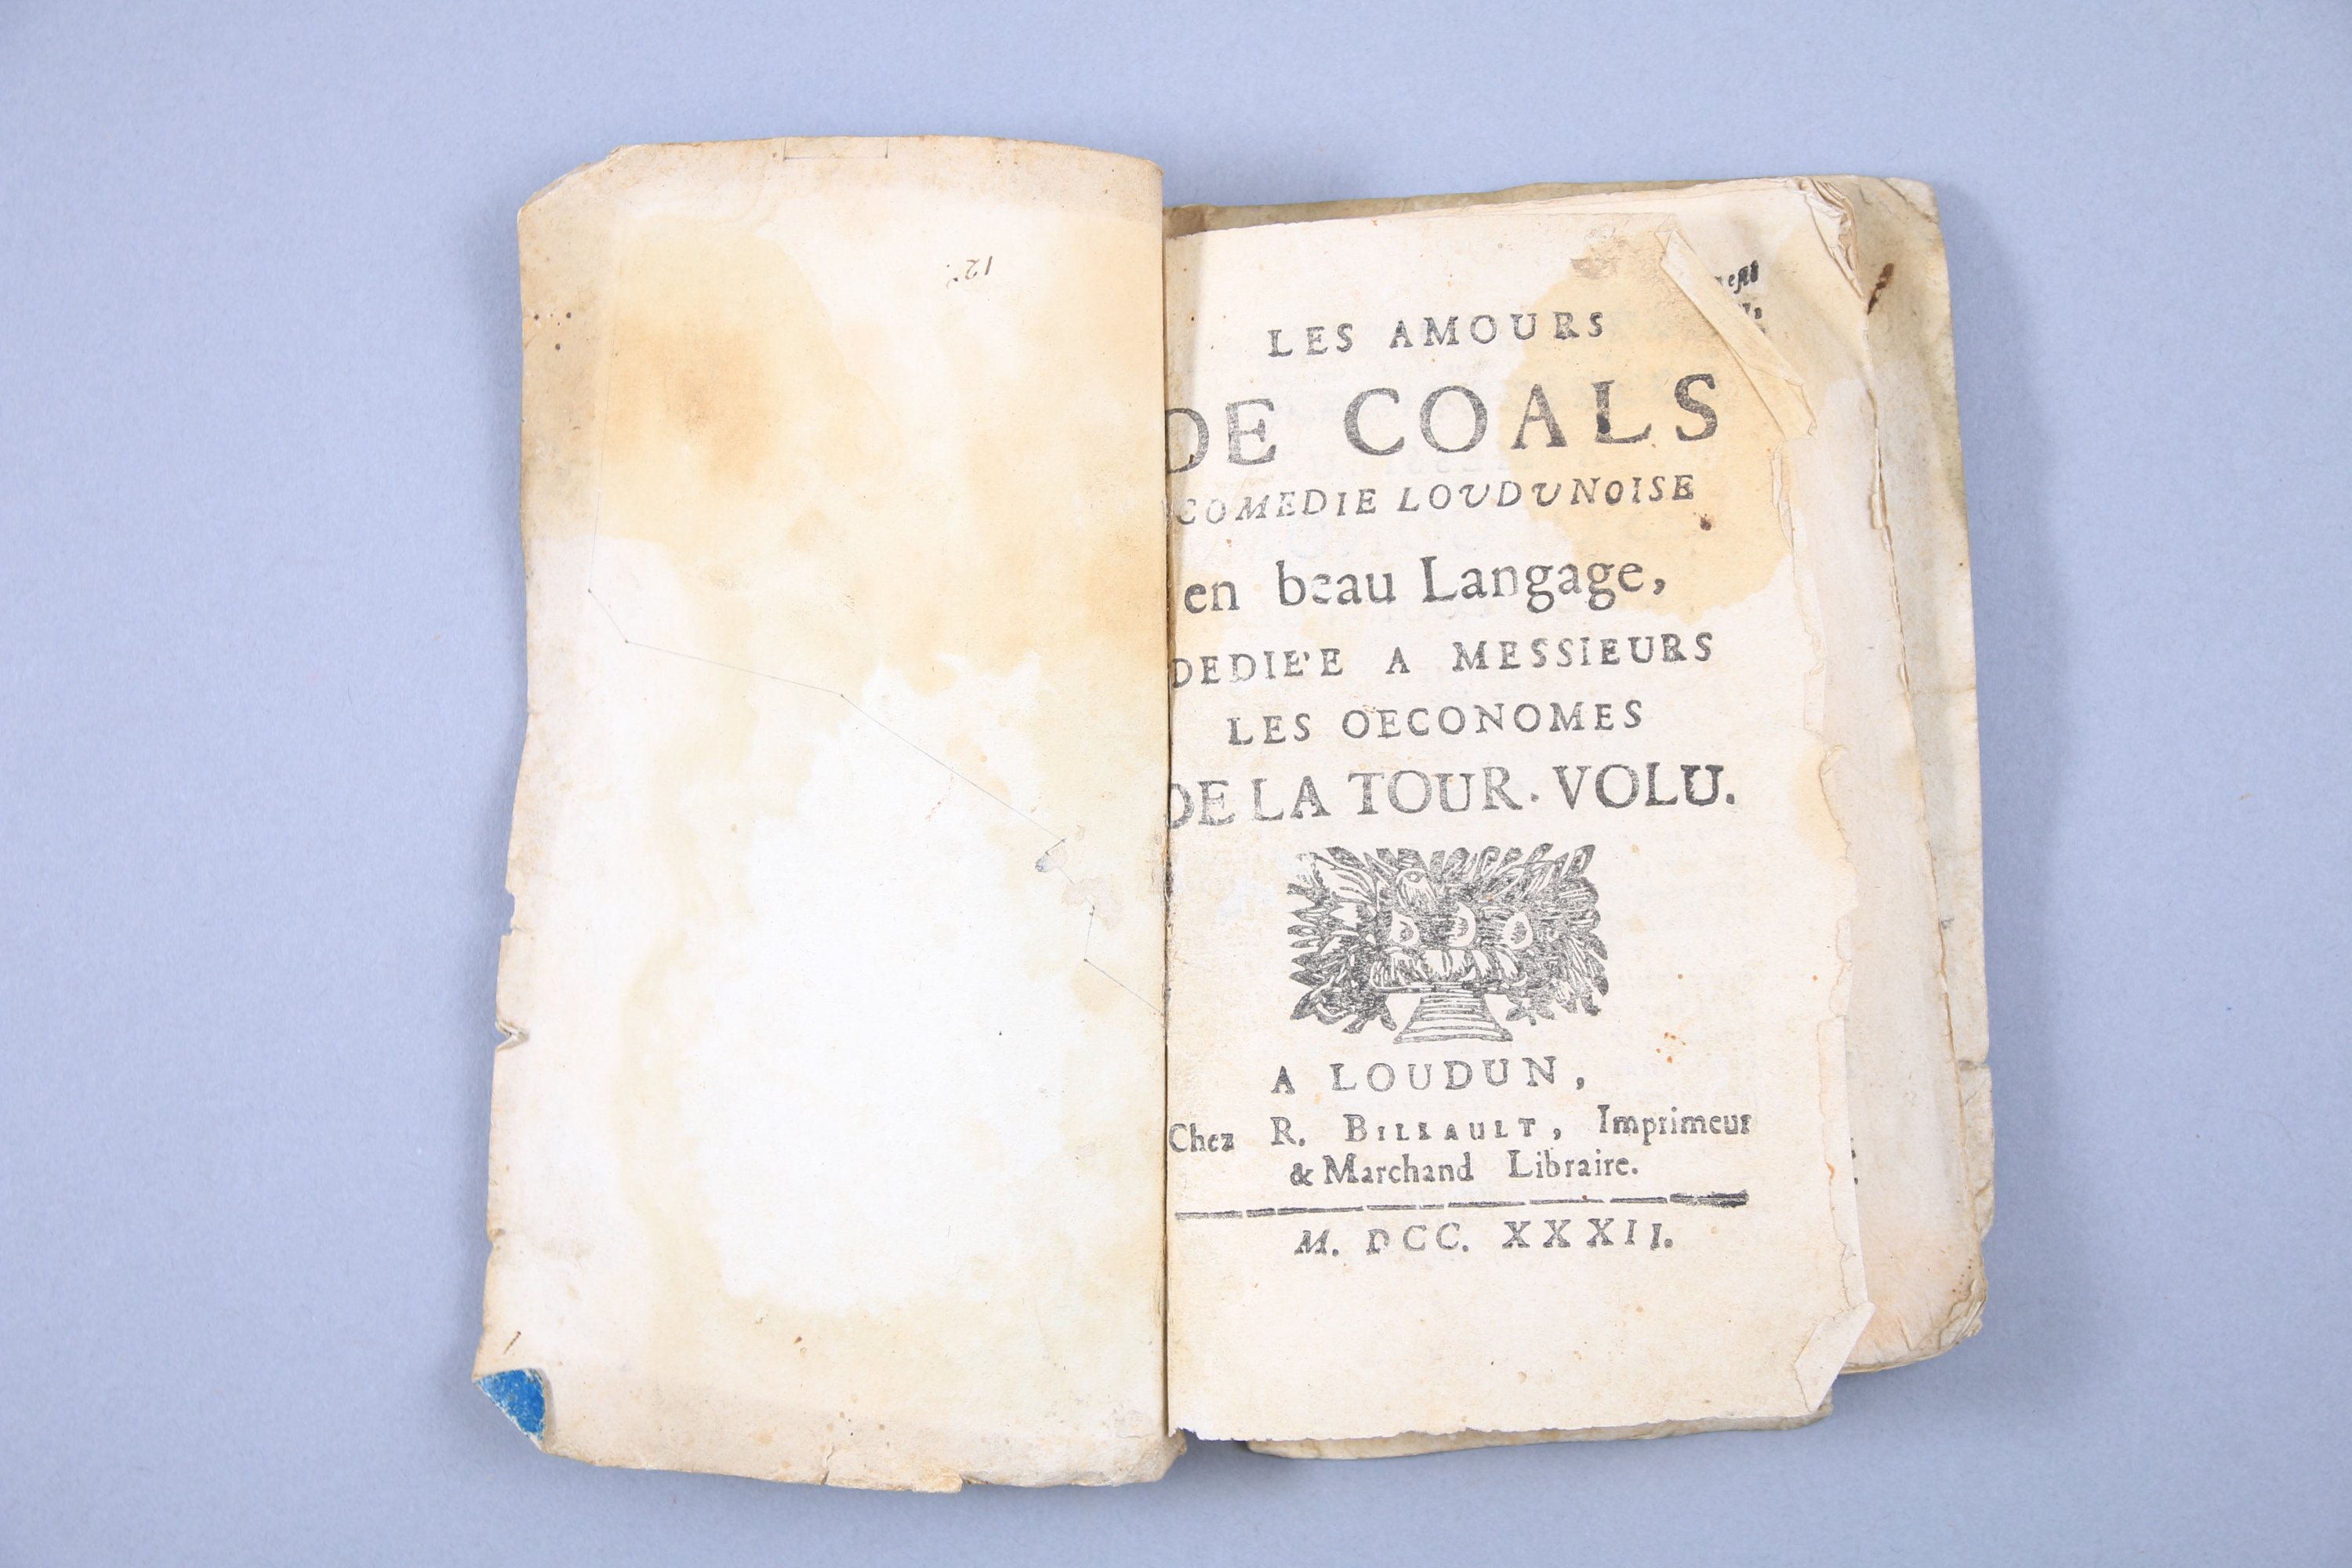 12.
LES AMOURS
DE COALS
COMEDIE LOUDUNOISE
en beau Langage,
DEDIE'E A MESSIEURS
LES OECONOMES
DE LA TOUR. VOLU.
A LOUDUN,
Chez R. BILLAULT, Imprimeur
& Marchand Libraire.
M. DCC. XXXII.